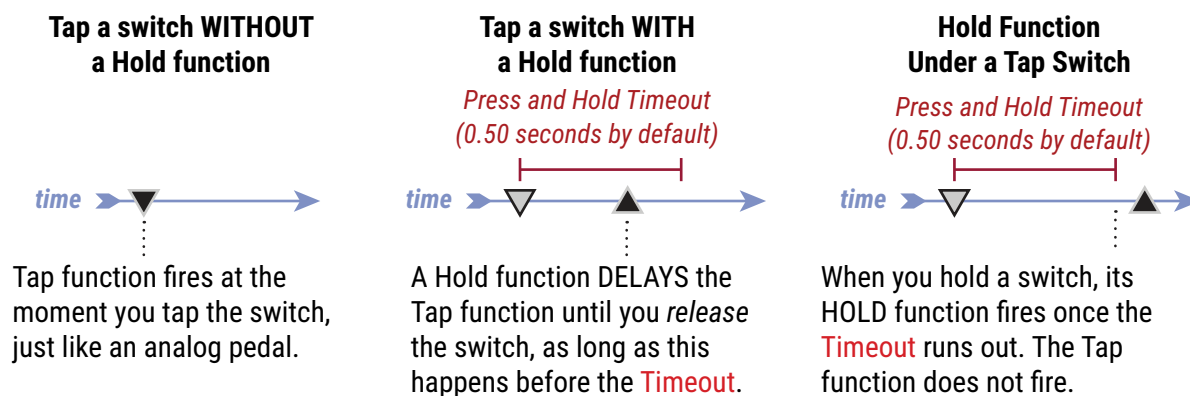 Tap a switch WITHOUT
a Hold function
time
Tap function fires at the
moment you tap the switch,
just like an analog pedal.
Tap a switch WITH
a Hold function
Press and Hold Timeout
(0.50 seconds by default)
time
A Hold function DELAYS the
Tap function until you release
the switch, as long as this
happens before the Timeout.
Hold Function
Under a Tap Switch
Press and Hold Timeout
(0.50 seconds by default)
time
When you hold a switch, its
HOLD function fires once the
Timeout runs out. The Tap
function does not fire.